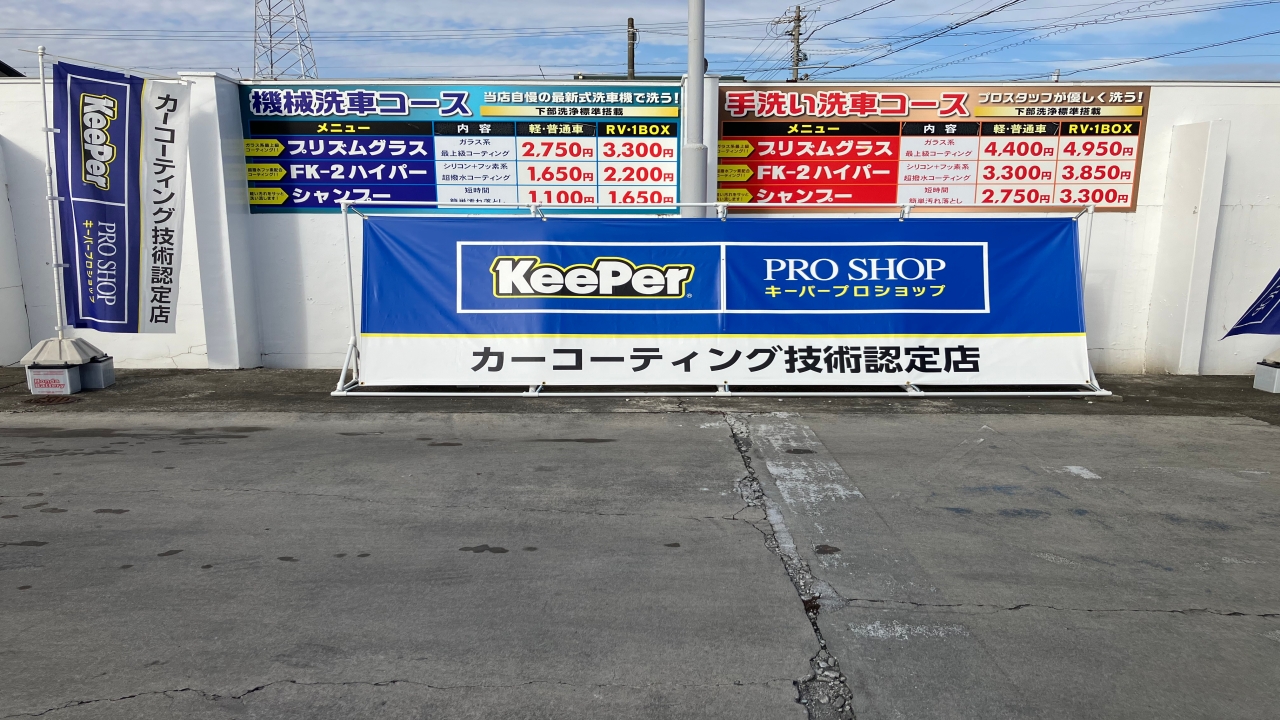 KeePer
PRO SHOP
キーパープロショップ
カーコーティング技術認定店
機械洗車コース 当店自慢の最新式洗車機で洗う!
下部洗浄標準搭載
メニュー 内容 軽・普通車 RV・1BOX
プリズムグラス ガラス系 最上級コーティング 2,750円 3,300円
FK-2ハイパー シリコン+フッ素系 超撥水コーティング 1,650円 2,200円
シャンプー 短時間 簡単汚れ落とし 1,100円 1,650円
手洗い洗車コース プロスタッフが優しく洗う!
下部洗浄標準搭載
メニュー 内容 軽・普通車 RV・1BOX
プリズムグラス ガラス系 最上級コーティング 4,400円 4,950円
FK-2ハイパー シリコン+フッ素系 超撥水コーティング 3,300円 3,850円
シャンプー 短時間 簡単汚れ落とし 2,750円 3,300円
KeePer PRO SHOP
キーパープロショップ
カーコーティング技術認定店
Honda
Battery